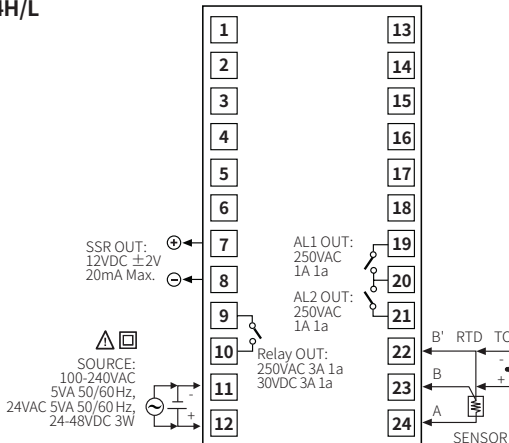 4H/L
1
2
3
4
5
6
7
8
9
10
11
12
13
14
15
16
17
18
19
20
21
22
23
24
SSR OUT:
12VDC ±2V
20mA Max.
+
−
SOURCE:
100-240VAC
5VA 50/60Hz,
24VAC 5VA 50/60Hz,
24-48VDC 3W
-
+
Relay OUT:
250VAC 3A 1a
30VDC 3A 1a
AL1 OUT:
250VAC
1A 1a
AL2 OUT:
250VAC
1A 1a
B' RTD TC
-
B
+
A
SENSOR